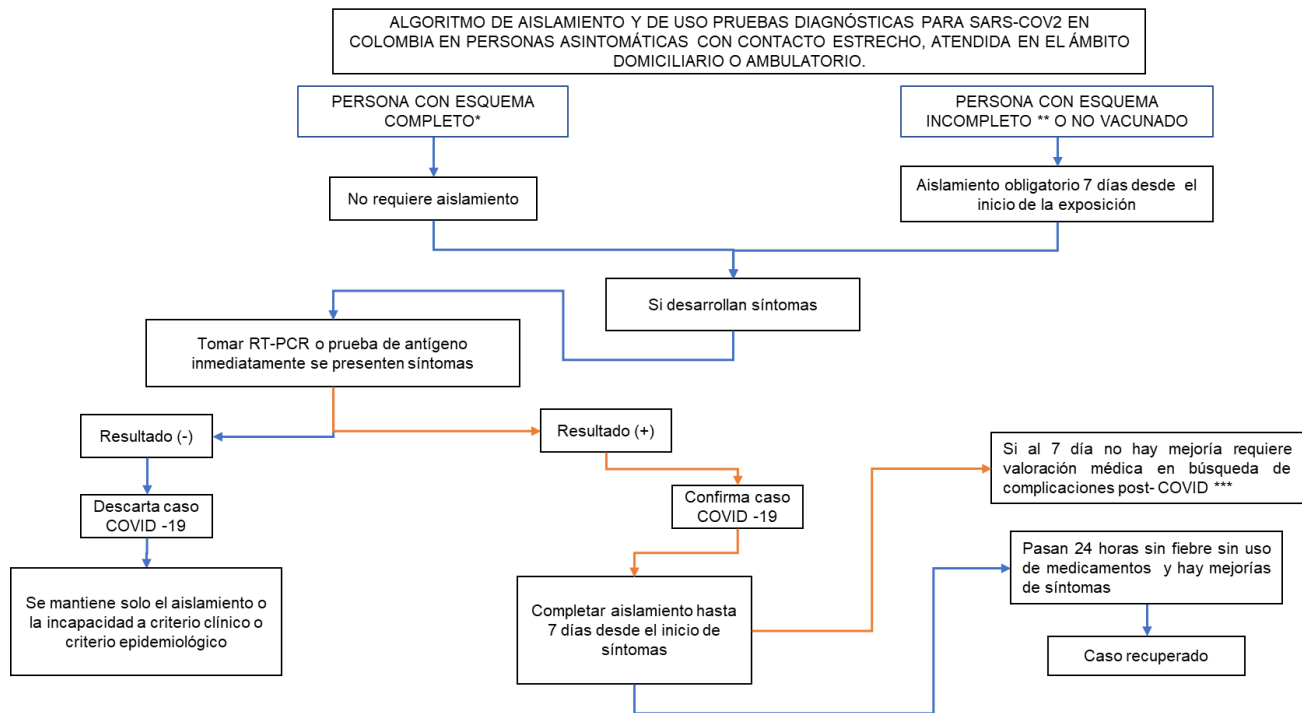 ALGORITMO DE AISLAMIENTO Y DE USO PRUEBAS DIAGNÓSTICAS PARA SARS-COV2 EN
COLOMBIA EN PERSONAS ASINTOMÁTICAS CON CONTACTO ESTRECHO, ATENDIDA EN EL ÁMBITO
DOMICILIARIO O AMBULATORIO.
PERSONA CON ESQUEMA
COMPLETO*
PERSONA CON ESQUEMA
INCOMPLETO ** O NO VACUNADO
No requiere aislamiento
Aislamiento obligatorio 7 días desde el
inicio de la exposición
Si desarrollan síntomas
Tomar RT-PCR o prueba de antígeno
inmediatamente se presenten síntomas
Resultado (-)
Resultado (+)
Descarta caso
COVID -19
Confirma caso
COVID -19
Si al 7 día no hay mejoría requiere
valoración médica en búsqueda de
complicaciones post- COVID ***
Se mantiene solo el aislamiento o
la incapacidad a criterio clínico o
criterio epidemiológico
Completar aislamiento hasta
7 días desde el inicio de
síntomas
Pasan 24 horas sin fiebre sin uso
de medicamentos y hay mejorías
de síntomas
Caso recuperado